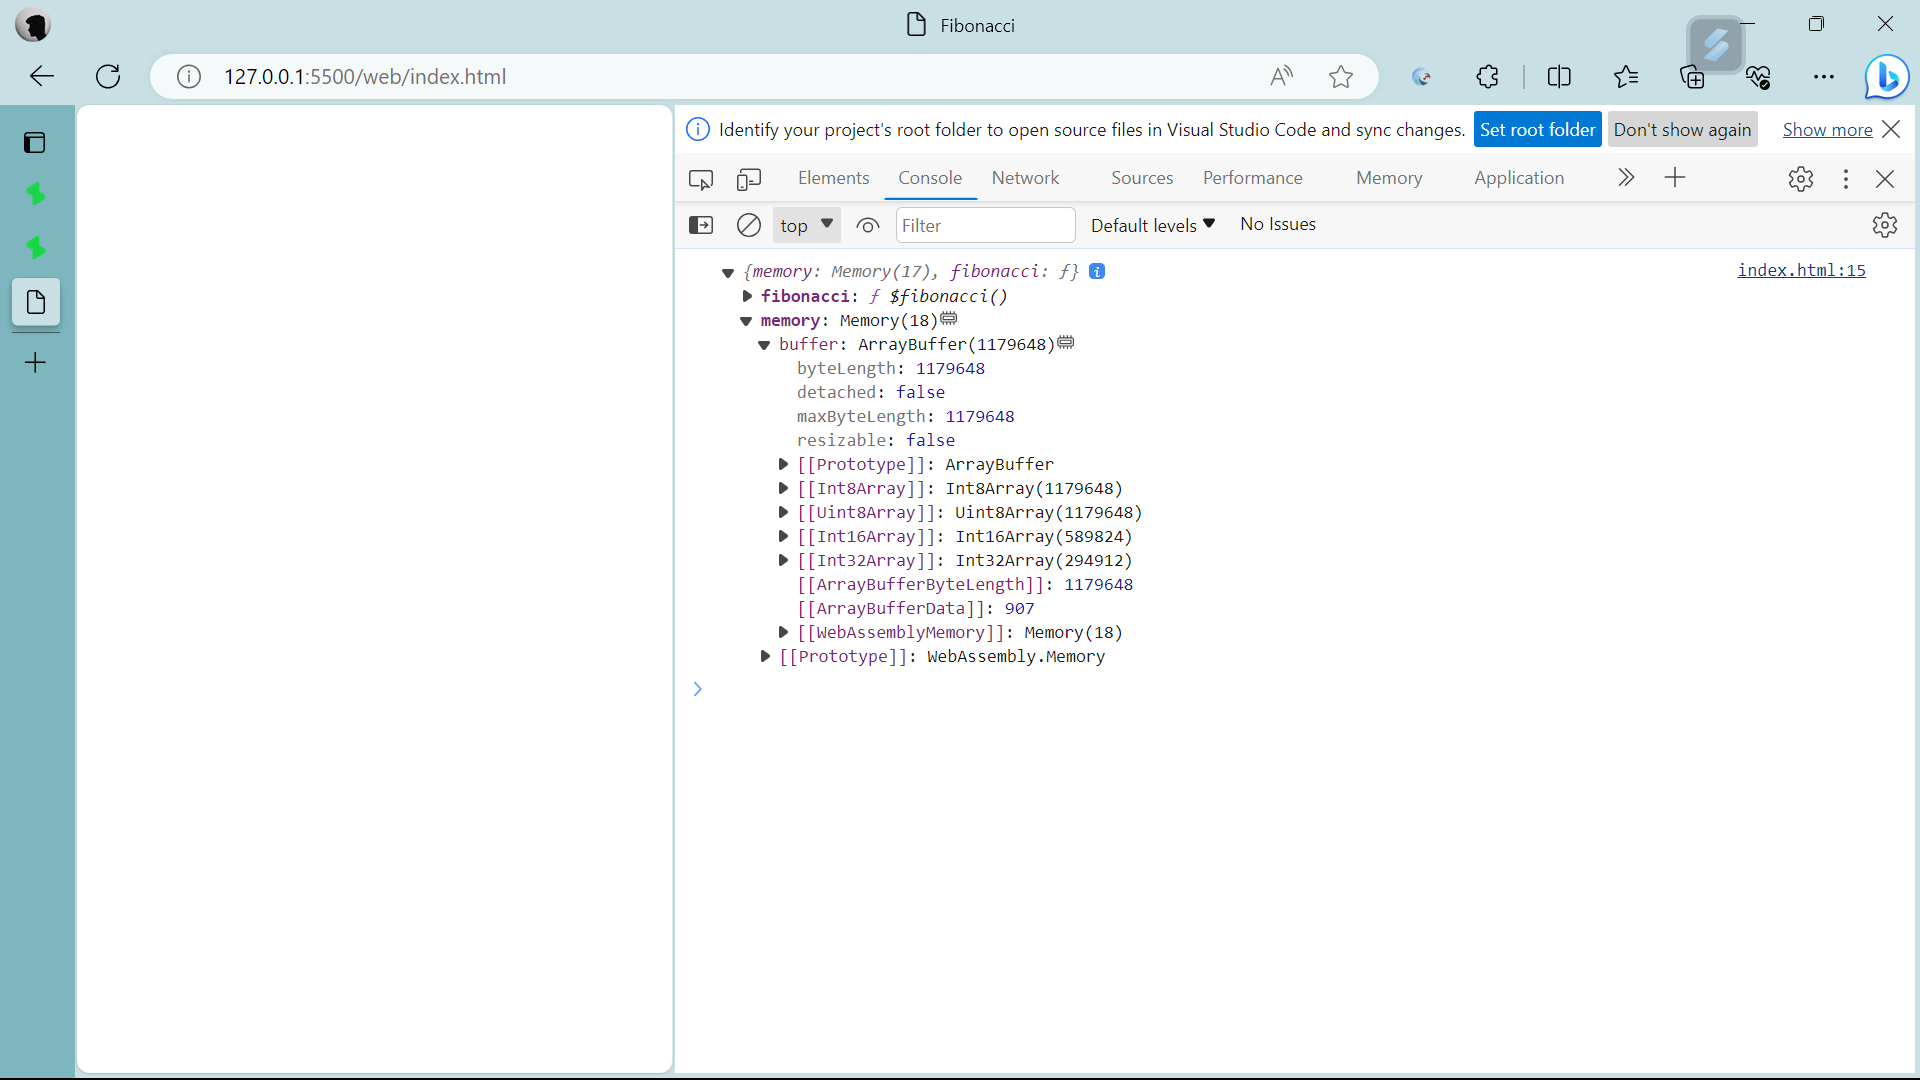 Fibonacci
127.0.0.1:5500/web/index.html
Identify your project's root folder to open source files in Visual Studio Code and sync changes. Set root folder Don't show again Show more
Elements Console Network Sources Performance Memory Application
top Filter Default levels No Issues
{memory: Memory(17), fibonacci: ƒ} index.html:15
fibonacci: ƒ $fibonacci()
memory: Memory(18)
buffer: ArrayBuffer(1179648)
byteLength: 1179648
detached: false
maxByteLength: 1179648
resizable: false
[[Prototype]]: ArrayBuffer
[[Int8Array]]: Int8Array(1179648)
[[Uint8Array]]: Uint8Array(1179648)
[[Int16Array]]: Int16Array(589824)
[[Int32Array]]: Int32Array(294912)
[[ArrayBufferByteLength]]: 1179648
[[ArrayBufferData]]: 907
[[WebAssemblyMemory]]: Memory(18)
[[Prototype]]: WebAssembly.Memory